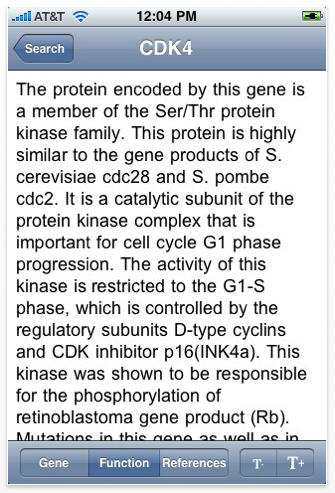 AT&T 12:04 PM
Search CDK4
The protein encoded by this gene is
a member of the Ser/Thr protein
kinase family. This protein is highly
similar to the gene products of S.
cerevisiae cdc28 and S. pombe
cdc2. It is a catalytic subunit of the
protein kinase complex that is
important for cell cycle G1 phase
progression. The activity of this
kinase is restricted to the G1-S
phase, which is controlled by the
regulatory subunits D-type cyclins
and CDK inhibitor p16(INK4a). This
kinase was shown to be responsible
for the phosphorylation of
retinoblastoma gene product (Rb).
Mutations in this gene as well as in
Gene Function References T- T+